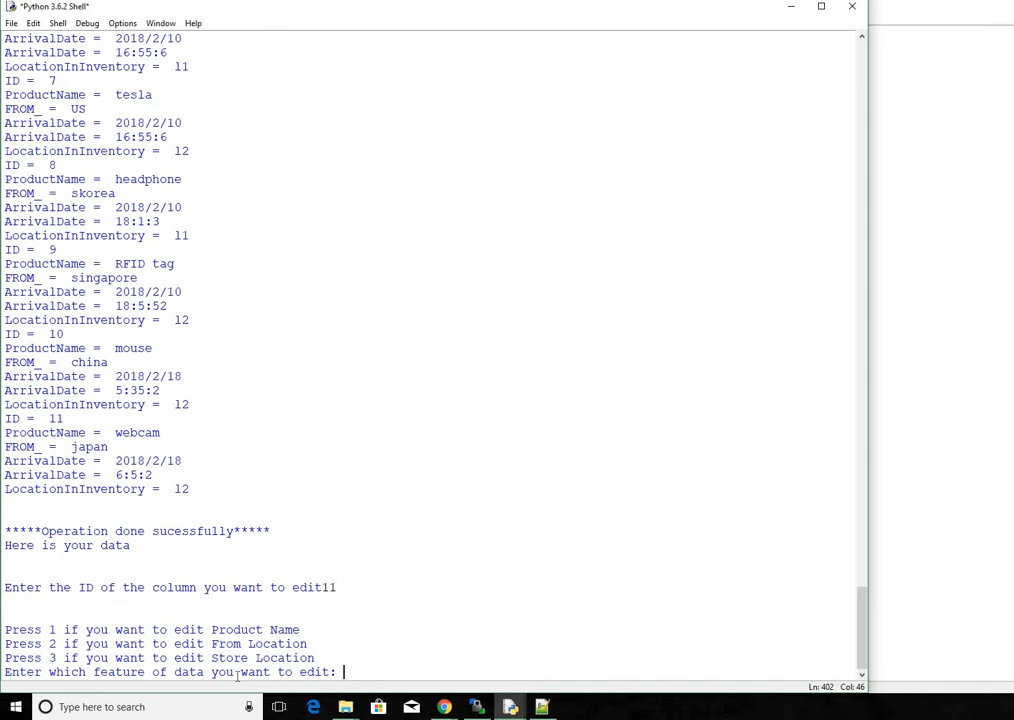 *Python 3.6.2 Shell*
File Edit Shell Debug Options Window Help
ArrivalDate =  2018/2/10
ArrivalDate =  16:55:6
LocationInInventory =  l1
ID =  7
ProductName =  tesla
FROM_ =  US
ArrivalDate =  2018/2/10
ArrivalDate =  16:55:6
LocationInInventory =  l2
ID =  8
ProductName =  headphone
FROM_ =  skorea
ArrivalDate =  2018/2/10
ArrivalDate =  18:1:3
LocationInInventory =  l1
ID =  9
ProductName =  RFID tag
FROM_ =  singapore
ArrivalDate =  2018/2/10
ArrivalDate =  18:5:52
LocationInInventory =  l2
ID =  10
ProductName =  mouse
FROM_ =  china
ArrivalDate =  2018/2/18
ArrivalDate =  5:35:2
LocationInInventory =  l2
ID =  11
ProductName =  webcam
FROM_ =  japan
ArrivalDate =  2018/2/18
ArrivalDate =  6:5:2
LocationInInventory =  l2
*****Operation done sucessfully*****
Here is your data
Enter the ID of the column you want to edit11
Press 1 if you want to edit Product Name
Press 2 if you want to edit From Location
Press 3 if you want to edit Store Location
Enter which feature of data you want to edit:
Ln: 402 Col: 46
Type here to search